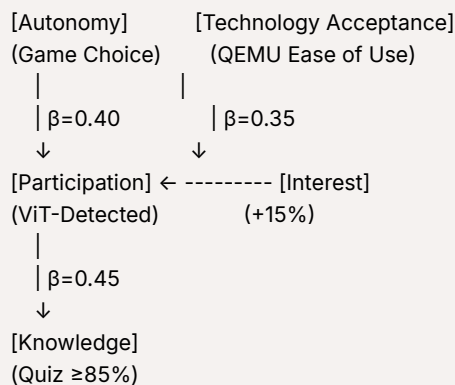 [Autonomy] [Technology Acceptance]
(Game Choice) (QEMU Ease of Use)
│ │
│ β=0.40 │ β=0.35
↓ ↓
[Participation] ← --------- [Interest]
(ViT-Detected) (+15%)
│
│ β=0.45
↓
[Knowledge]
(Quiz ≥85%)